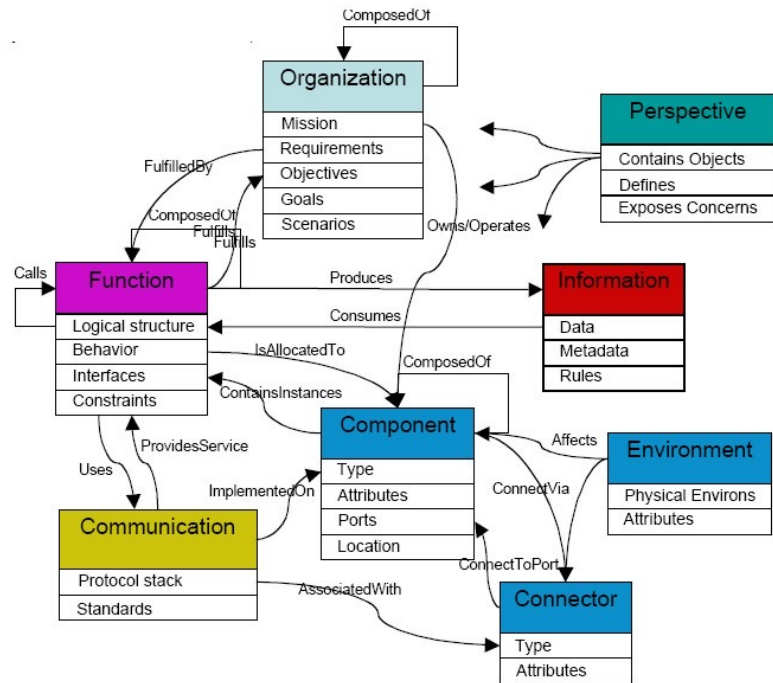 ComposedOf
Organization
Mission
Requirements
Objectives
Goals
Scenarios
Perspective
Contains Objects
Defines
Exposes Concerns
FulfilledBy
ComposedOf
Fulfills
Fulfills
Owns/Operates
Calls
Function
Logical structure
Behavior
Interfaces
Constraints
Produces
Consumes
Information
Data
Metadata
Rules
IsAllocatedTo
ContainsInstances
ComposedOf
Component
Type
Attributes
Ports
Location
Affects
ConnectVia
Environment
Physical Environs
Attributes
Uses
ProvidesService
ImplementedOn
Communication
Protocol stack
Standards
AssociatedWith
ConnectToPort
Connector
Type
Attributes